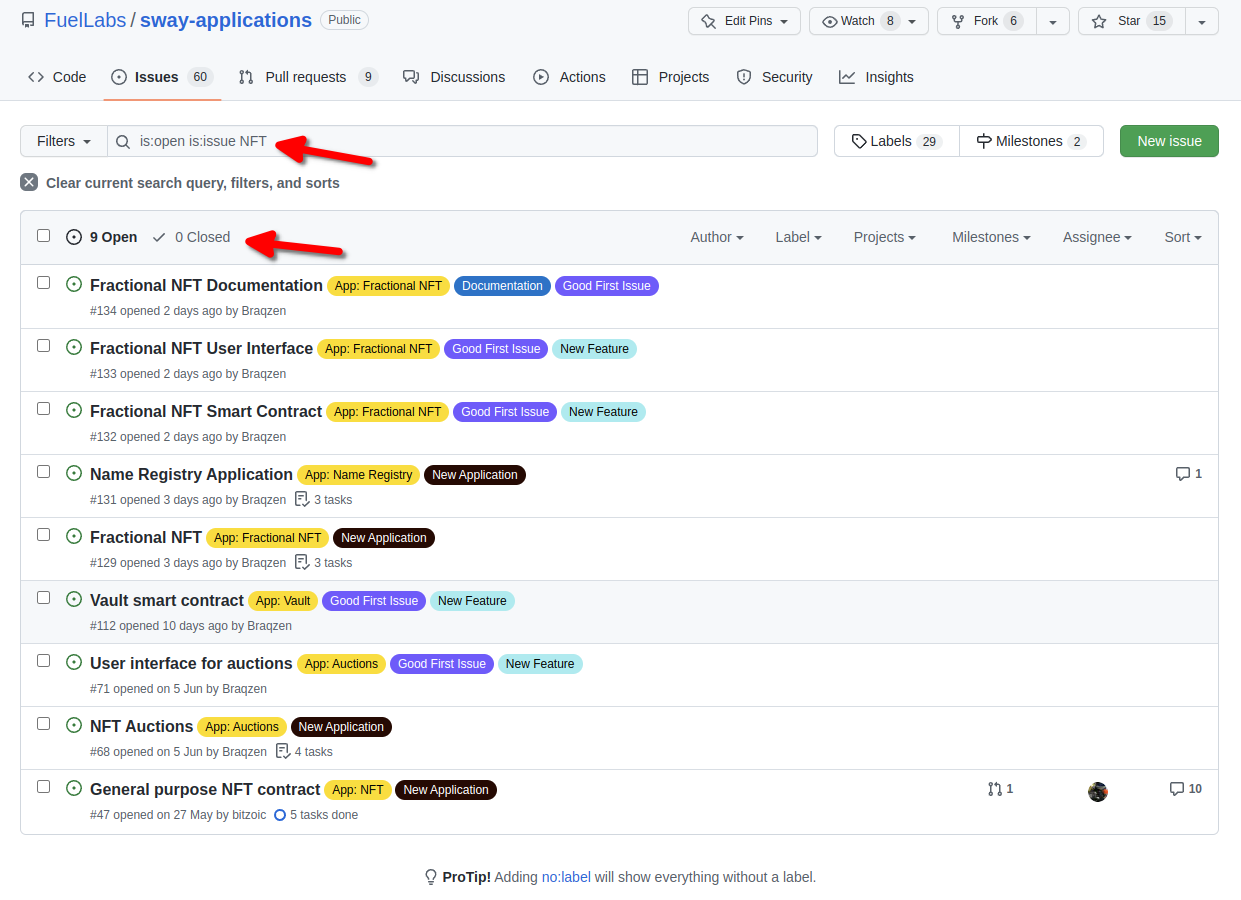 FuelLabs / sway-applications Public Edit Pins Watch 8 Fork 6 Star 15
Code Issues 60 Pull requests 9 Discussions Actions Projects Security Insights
Filters is:open is:issue NFT Labels 29 Milestones 2 New issue
Clear current search query, filters, and sorts
9 Open 0 Closed Author Label Projects Milestones Assignee Sort
Fractional NFT Documentation App: Fractional NFT Documentation Good First Issue
#134 opened 2 days ago by Braqzen
Fractional NFT User Interface App: Fractional NFT Good First Issue New Feature
#133 opened 2 days ago by Braqzen
Fractional NFT Smart Contract App: Fractional NFT Good First Issue New Feature
#132 opened 2 days ago by Braqzen
Name Registry Application App: Name Registry New Application 1
#131 opened 3 days ago by Braqzen 3 tasks
Fractional NFT App: Fractional NFT New Application
#129 opened 3 days ago by Braqzen 3 tasks
Vault smart contract App: Vault Good First Issue New Feature
#112 opened 10 days ago by Braqzen
User interface for auctions App: Auctions Good First Issue New Feature
#71 opened on 5 Jun by Braqzen
NFT Auctions App: Auctions New Application
#68 opened on 5 Jun by Braqzen 4 tasks
General purpose NFT contract App: NFT New Application 1 10
#47 opened on 27 May by bitzoic 5 tasks done
ProTip! Adding no:label will show everything without a label.